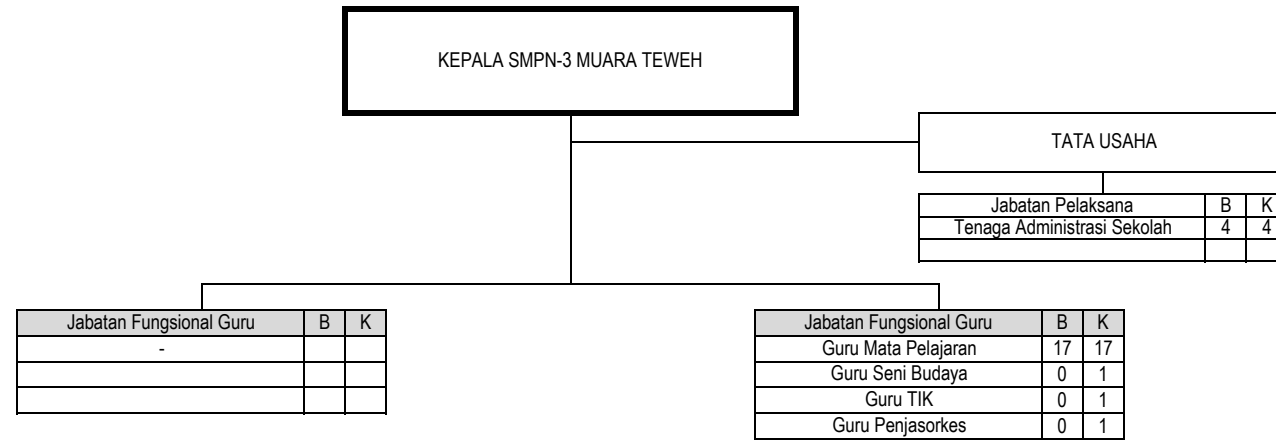 KEPALA SMPN-3 MUARA TEWEH
TATA USAHA
Jabatan Pelaksana B K
Tenaga Administrasi Sekolah 4 4
Jabatan Fungsional Guru B K
-
Jabatan Fungsional Guru B K
Guru Mata Pelajaran 17 17
Guru Seni Budaya 0 1
Guru TIK 0 1
Guru Penjasorkes 0 1